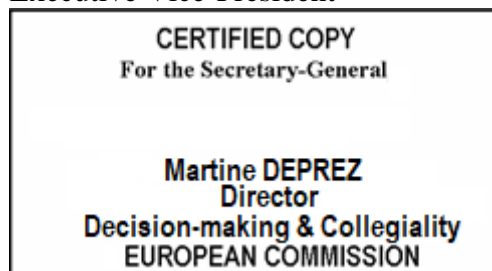 Executive Vice-President
CERTIFIED COPY
For the Secretary-General
Martine DEPREZ
Director
Decision-making & Collegiality
EUROPEAN COMMISSION